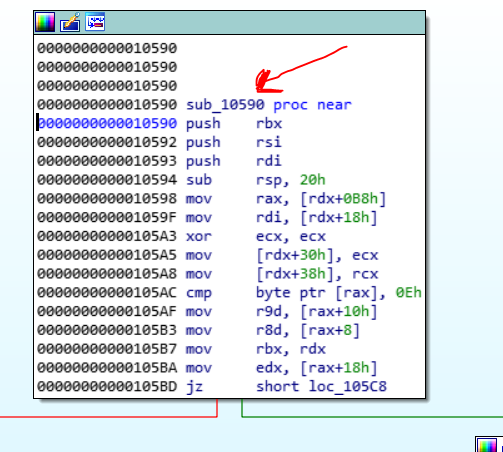 0000000000010590
0000000000010590
0000000000010590
0000000000010590 sub_10590 proc near
0000000000010590 push    rbx
0000000000010592 push    rsi
0000000000010593 push    rdi
0000000000010594 sub     rsp, 20h
0000000000010598 mov     rax, [rdx+0B8h]
000000000001059F mov     rdi, [rdx+18h]
00000000000105A3 xor     ecx, ecx
00000000000105A5 mov     [rdx+30h], ecx
00000000000105A8 mov     [rdx+38h], rcx
00000000000105AC cmp     byte ptr [rax], 0Eh
00000000000105AF mov     r9d, [rax+10h]
00000000000105B3 mov     r8d, [rax+8]
00000000000105B7 mov     rbx, rdx
00000000000105BA mov     edx, [rax+18h]
00000000000105BD jz      short loc_105C8